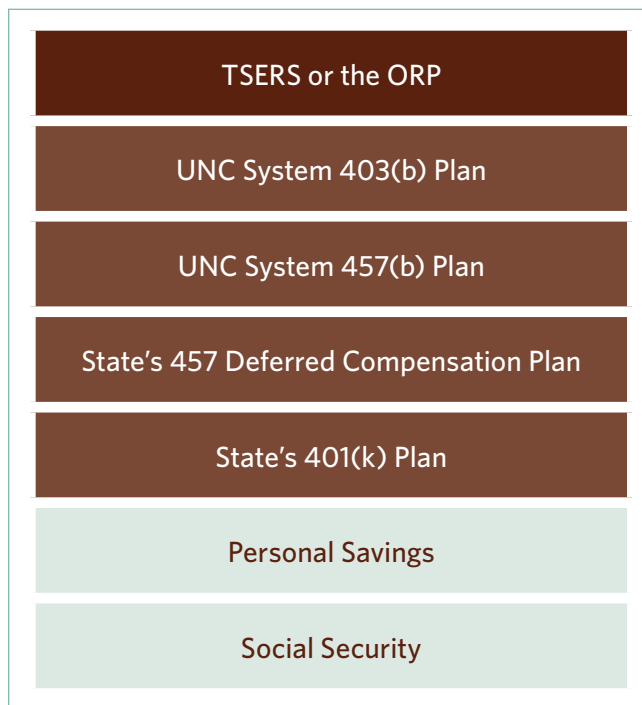 TSERS or the ORP
UNC System 403(b) Plan
UNC System 457(b) Plan
State’s 457 Deferred Compensation Plan
State’s 401(k) Plan
Personal Savings
Social Security